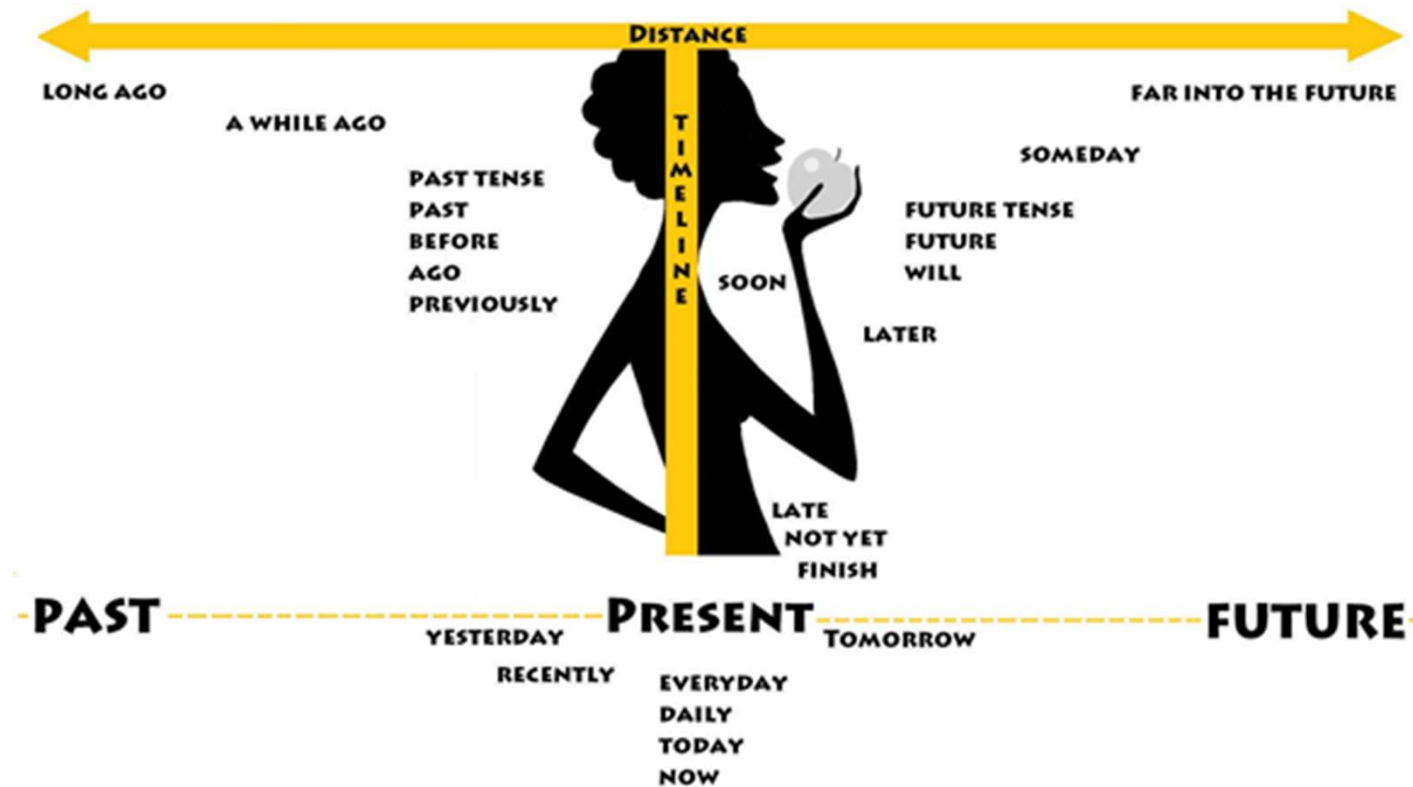 DISTANCE
LONG AGO
FAR INTO THE FUTURE
A WHILE AGO
TIMELINE
SOMEDAY
PAST TENSE
PAST
BEFORE
AGO
PREVIOUSLY
FUTURE TENSE
FUTURE
WILL
SOON
LATER
LATE
NOT YET
FINISH
PAST
PRESENT
FUTURE
YESTERDAY
TOMORROW
RECENTLY
EVERYDAY
DAILY
TODAY
NOW